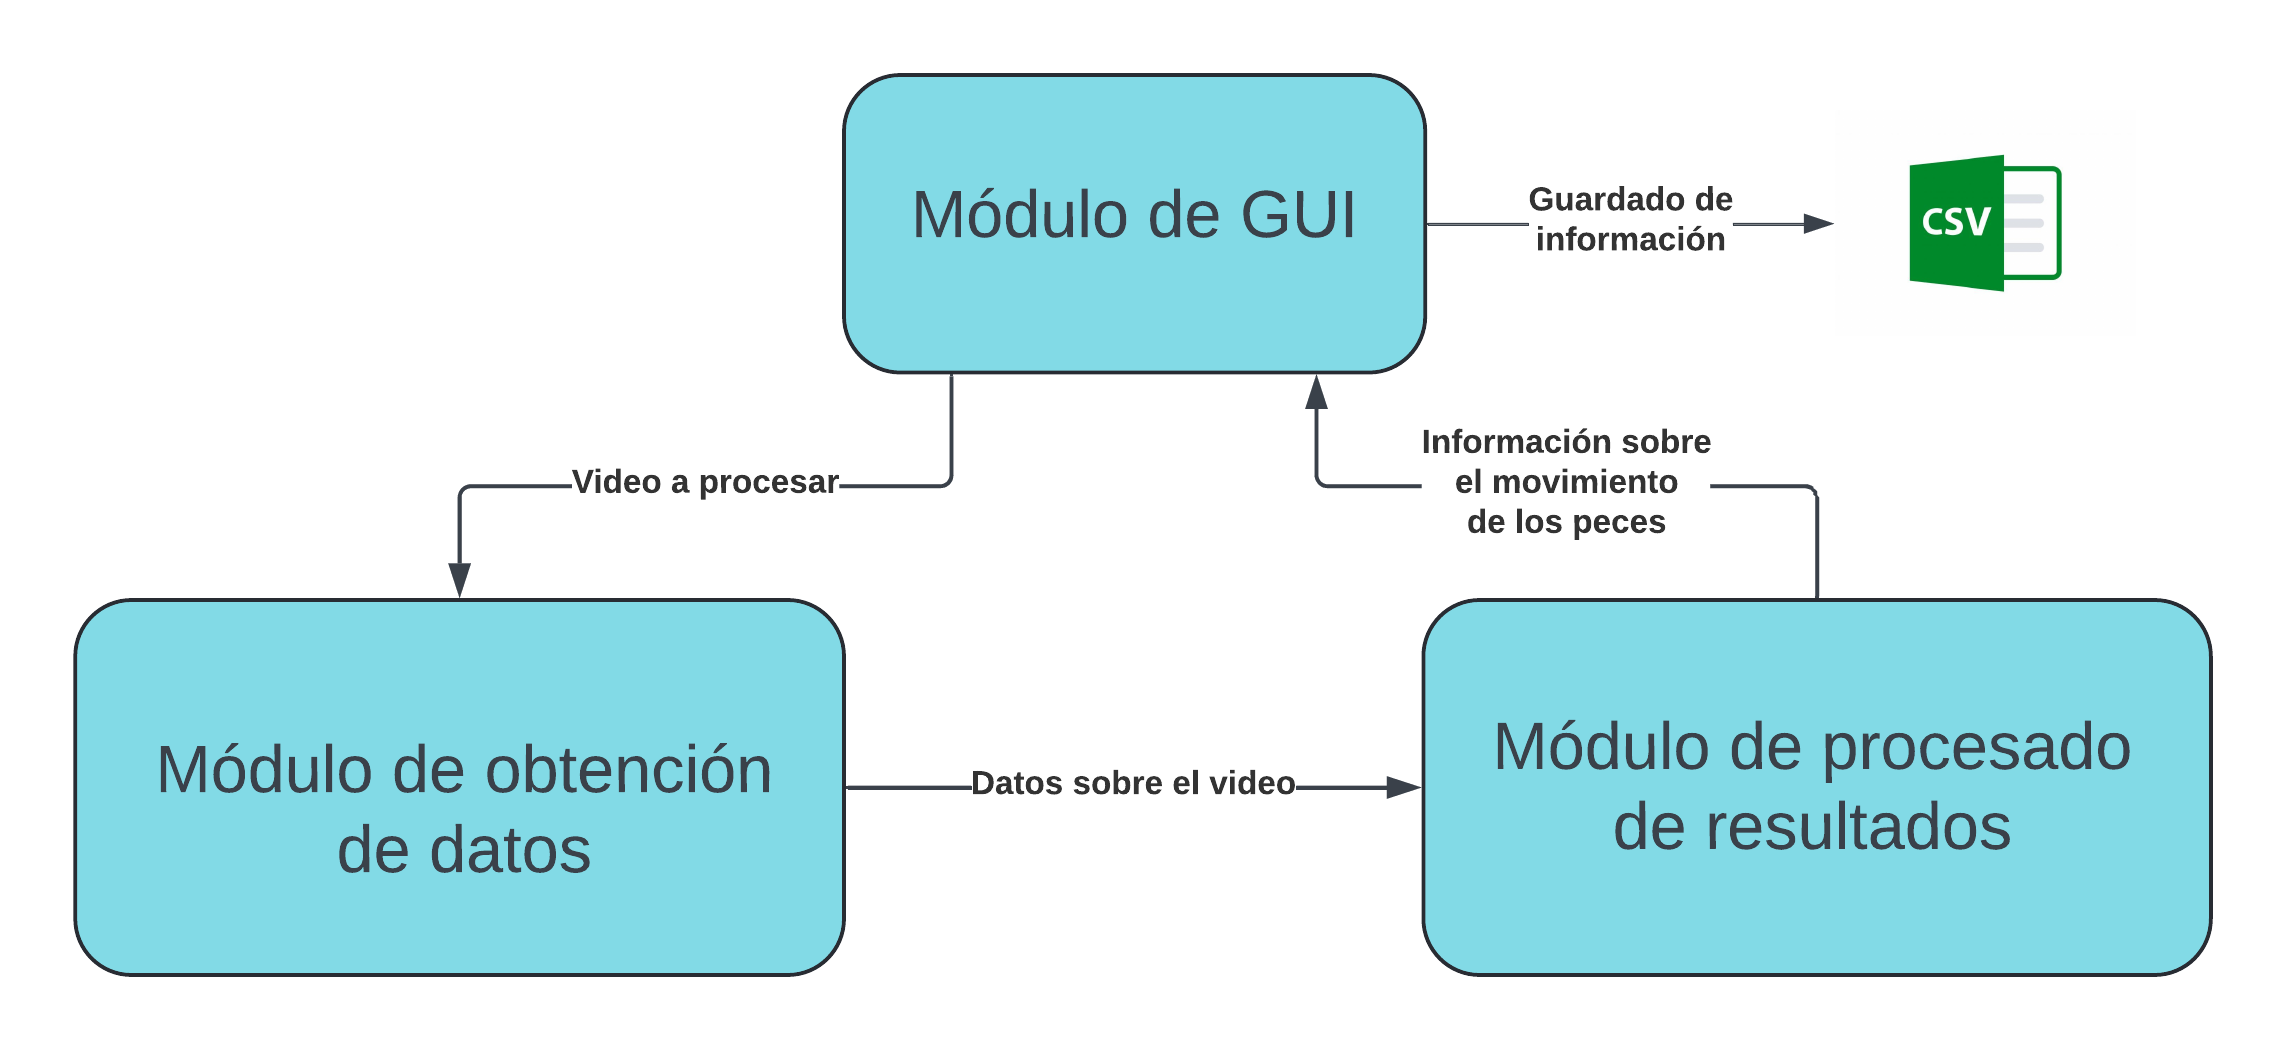 Módulo de GUI
Guardado de
información
CSV
Video a procesar
Información sobre
el movimiento
de los peces
Módulo de obtención
de datos
Datos sobre el video
Módulo de procesado
de resultados